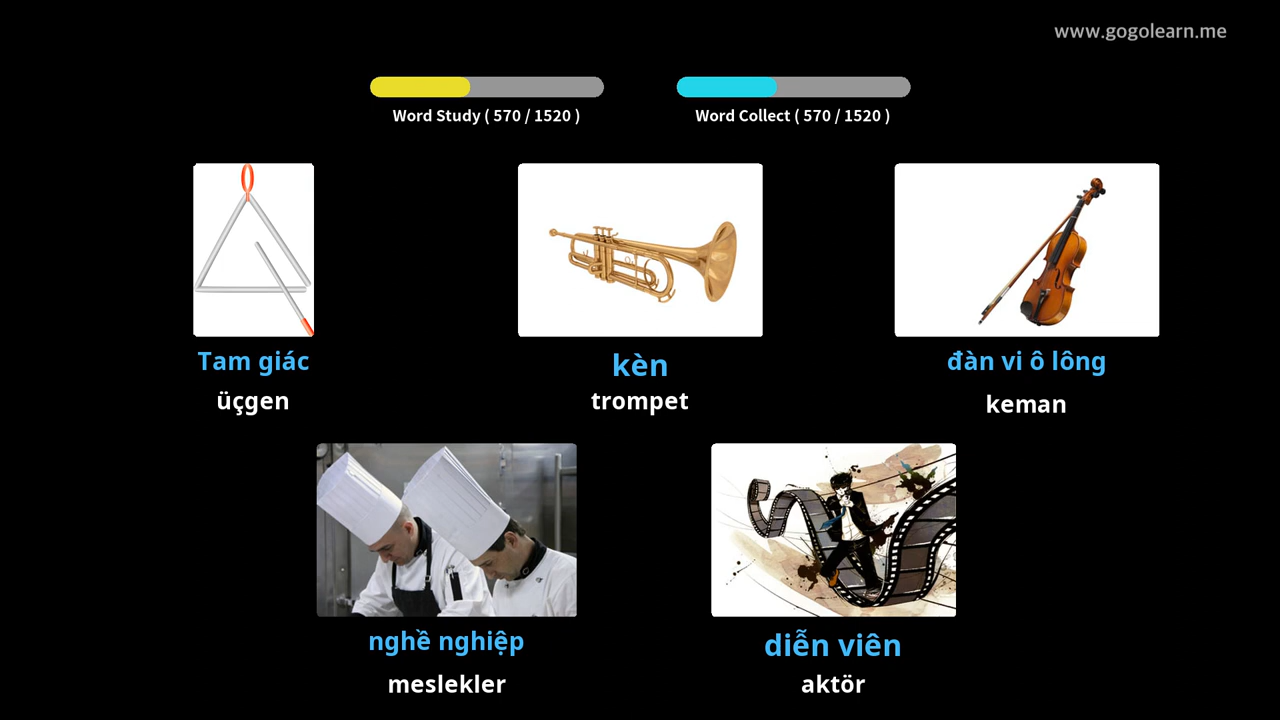 www.gogolearn.me
Word Study ( 570 / 1520 )
Word Collect ( 570 / 1520 )
Tam giác
kèn
đàn vi ô lông
üçgen
trompet
keman
nghề nghiệp
diễn viên
meslekler
aktör